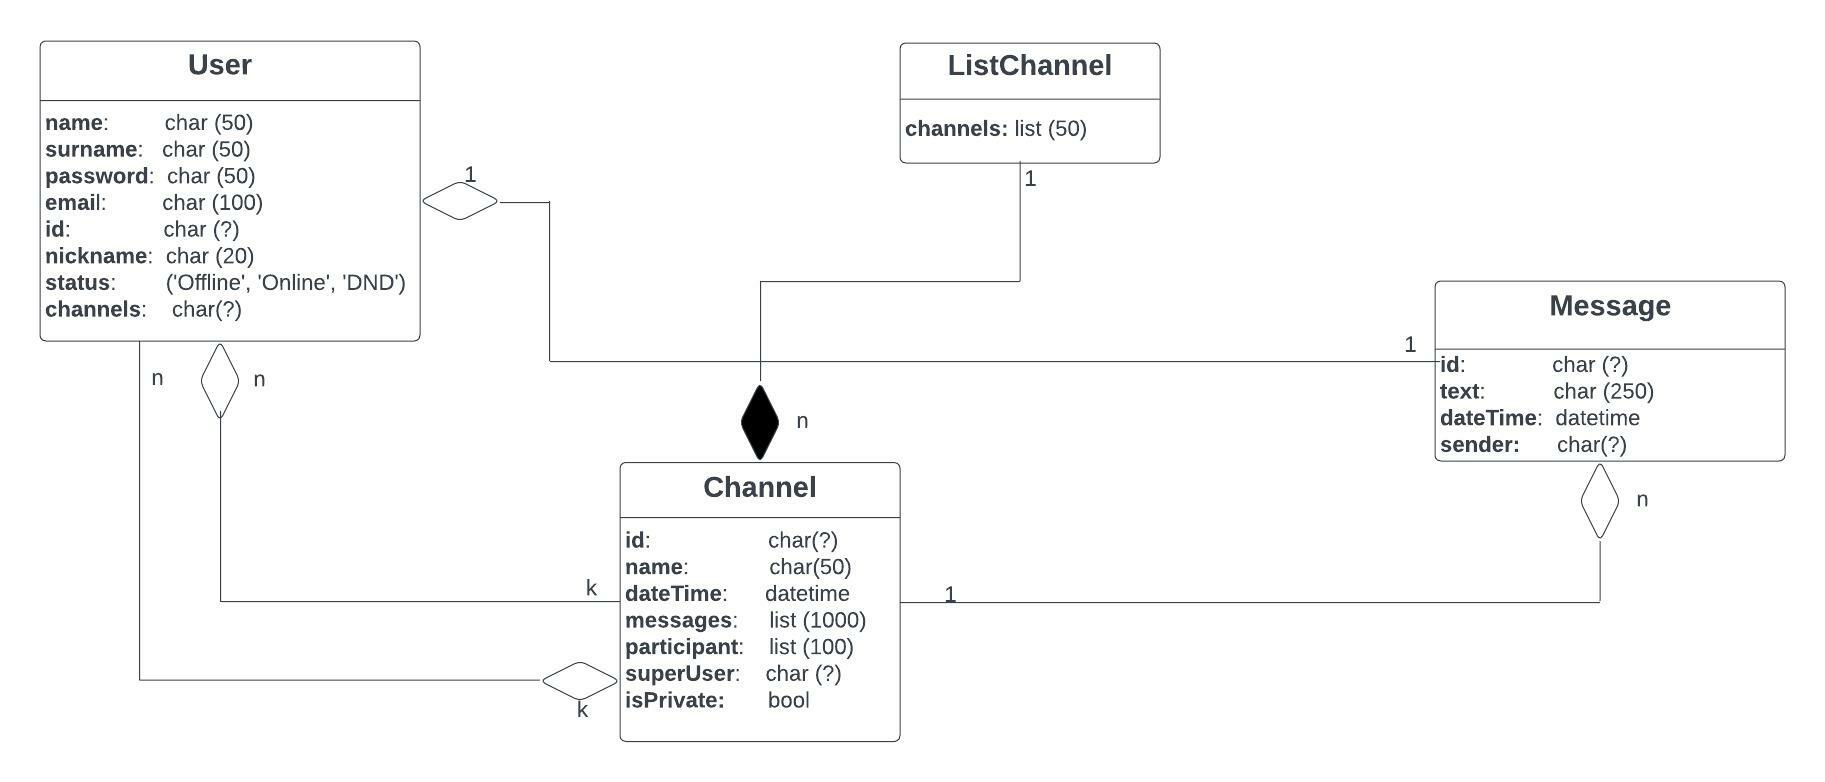 User
name: char (50)
surname: char (50)
password: char (50)
email: char (100)
id: char (?)
nickname: char (20)
status: ('Offline', 'Online', 'DND')
channels: char(?)
1
n
n
ListChannel
channels: list (50)
1
n
Message
1
id: char (?)
text: char (250)
dateTime: datetime
sender: char(?)
n
Channel
id: char(?)
name: char(50)
dateTime: datetime
messages: list (1000)
participant: list (100)
superUser: char (?)
isPrivate: bool
k
k
1